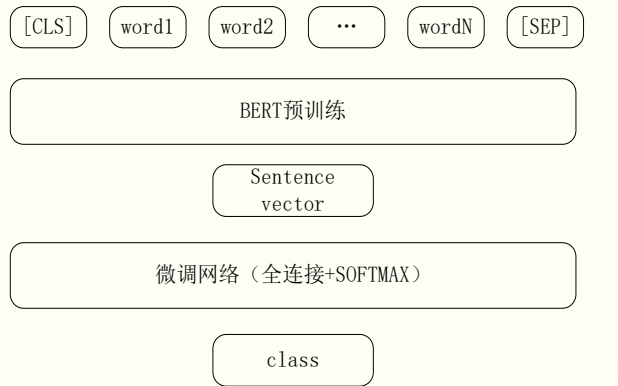 [CLS] word1 word2 … wordN [SEP]
BERT预训练
Sentence
vector
微调网络（全连接+SOFTMAX）
class